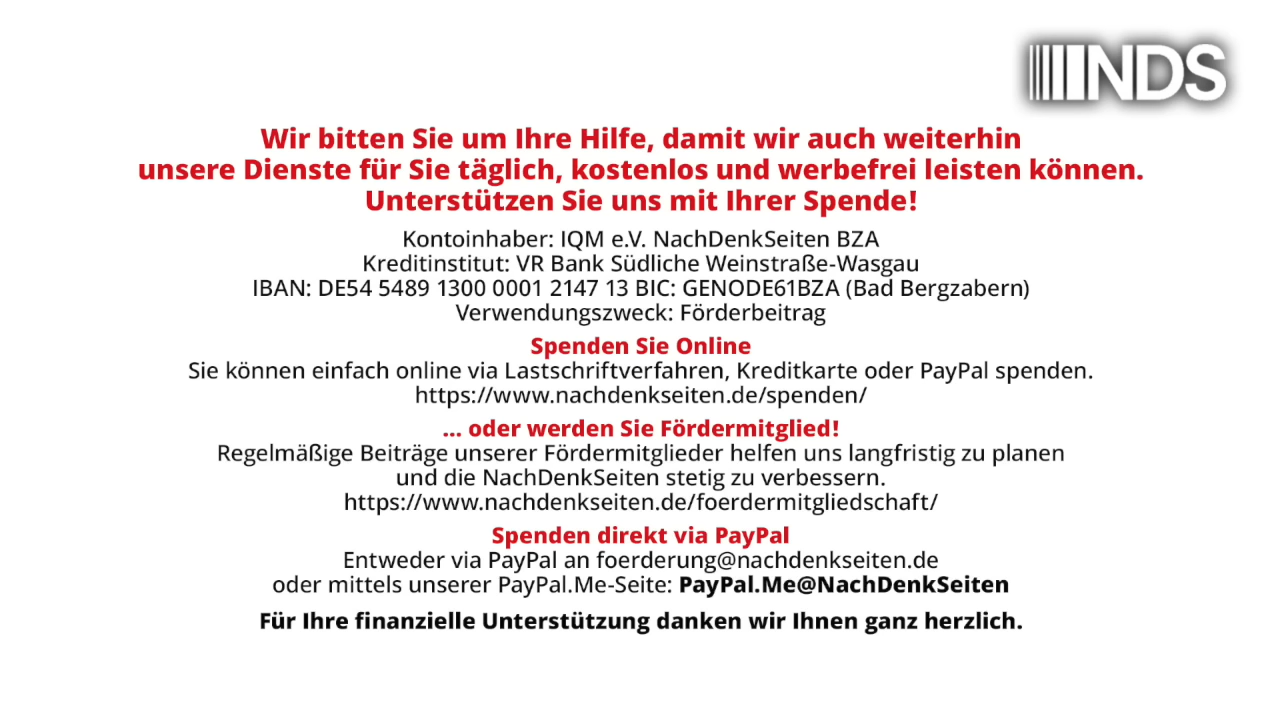 NDS
Wir bitten Sie um Ihre Hilfe, damit wir auch weiterhin
unsere Dienste für Sie täglich, kostenlos und werbefrei leisten können.
Unterstützen Sie uns mit Ihrer Spende!
Kontoinhaber: IQM e.V. NachDenkSeiten BZA
Kreditinstitut: VR Bank Südliche Weinstraße-Wasgau
IBAN: DE54 5489 1300 0001 2147 13 BIC: GENODE61BZA (Bad Bergzabern)
Verwendungszweck: Förderbeitrag
Spenden Sie Online
Sie können einfach online via Lastschriftverfahren, Kreditkarte oder PayPal spenden.
https://www.nachdenkseiten.de/spenden/
... oder werden Sie Fördermitglied!
Regelmäßige Beiträge unserer Fördermitglieder helfen uns langfristig zu planen
und die NachDenkSeiten stetig zu verbessern.
https://www.nachdenkseiten.de/foerdermitgliedschaft/
Spenden direkt via PayPal
Entweder via PayPal an foerderung@nachdenkseiten.de
oder mittels unserer PayPal.Me-Seite: PayPal.Me@NachDenkSeiten
Für Ihre finanzielle Unterstützung danken wir Ihnen ganz herzlich.